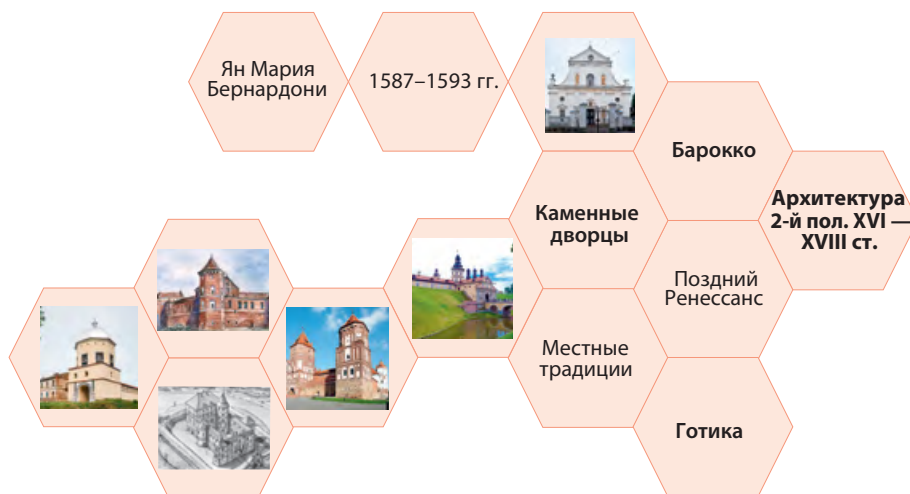 Ян Мария
Бернардони
1587–1593 гг.
Барокко
Каменные
дворцы
Архитектура
2-й пол. XVI —
XVIII ст.
Поздний
Ренессанс
Местные
традиции
Готика